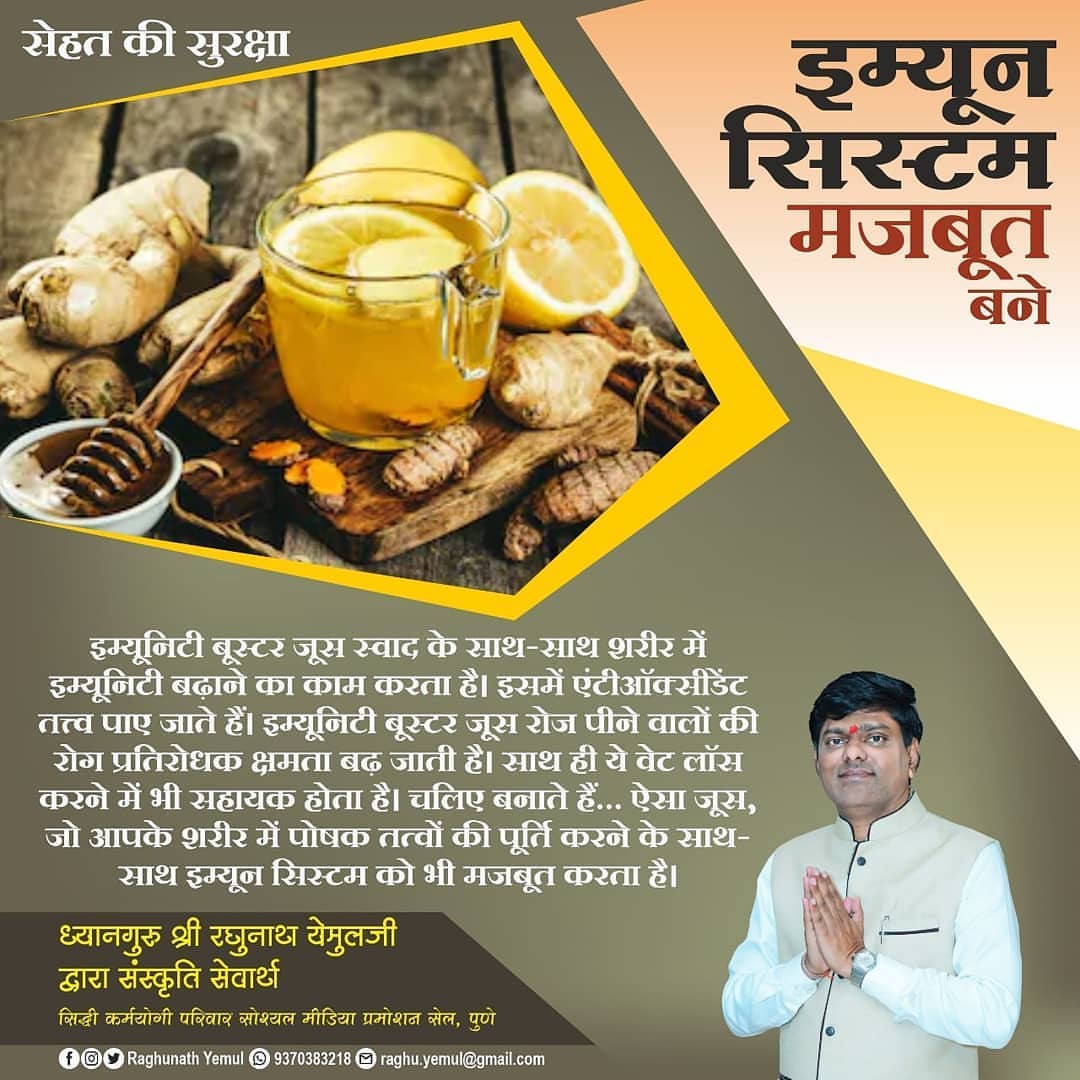 सेहत की सुरक्षा
इम्यून
सिस्टम
मजबूत
बने
इम्यूनिटी बूस्टर जूस स्वाद के साथ-साथ शरीर में
इम्यूनिटी बढ़ाने का काम करता है। इसमें एंटीऑक्सीडेंट
तत्त्व पाए जाते हैं। इम्यूनिटी बूस्टर जूस रोज पीने वालों की
रोग प्रतिरोधक क्षमता बढ़ जाती है। साथ ही ये वेट लॉस
करने में भी सहायक होता है। चलिए बनाते हैं... ऐसा जूस,
जो आपके शरीर में पोषक तत्वों की पूर्ति करने के साथ-
साथ इम्यून सिस्टम को भी मजबूत करता है।
ध्यानगुरु श्री रघुनाथ येमुलजी
द्वारा संस्कृति सेवार्थ
सिद्धी कर्मयोगी परिवार सोश्यल मीडिया प्रमोशन सेल, पुणे
Raghunath Yemul 9370383218 raghu.yemul@gmail.com